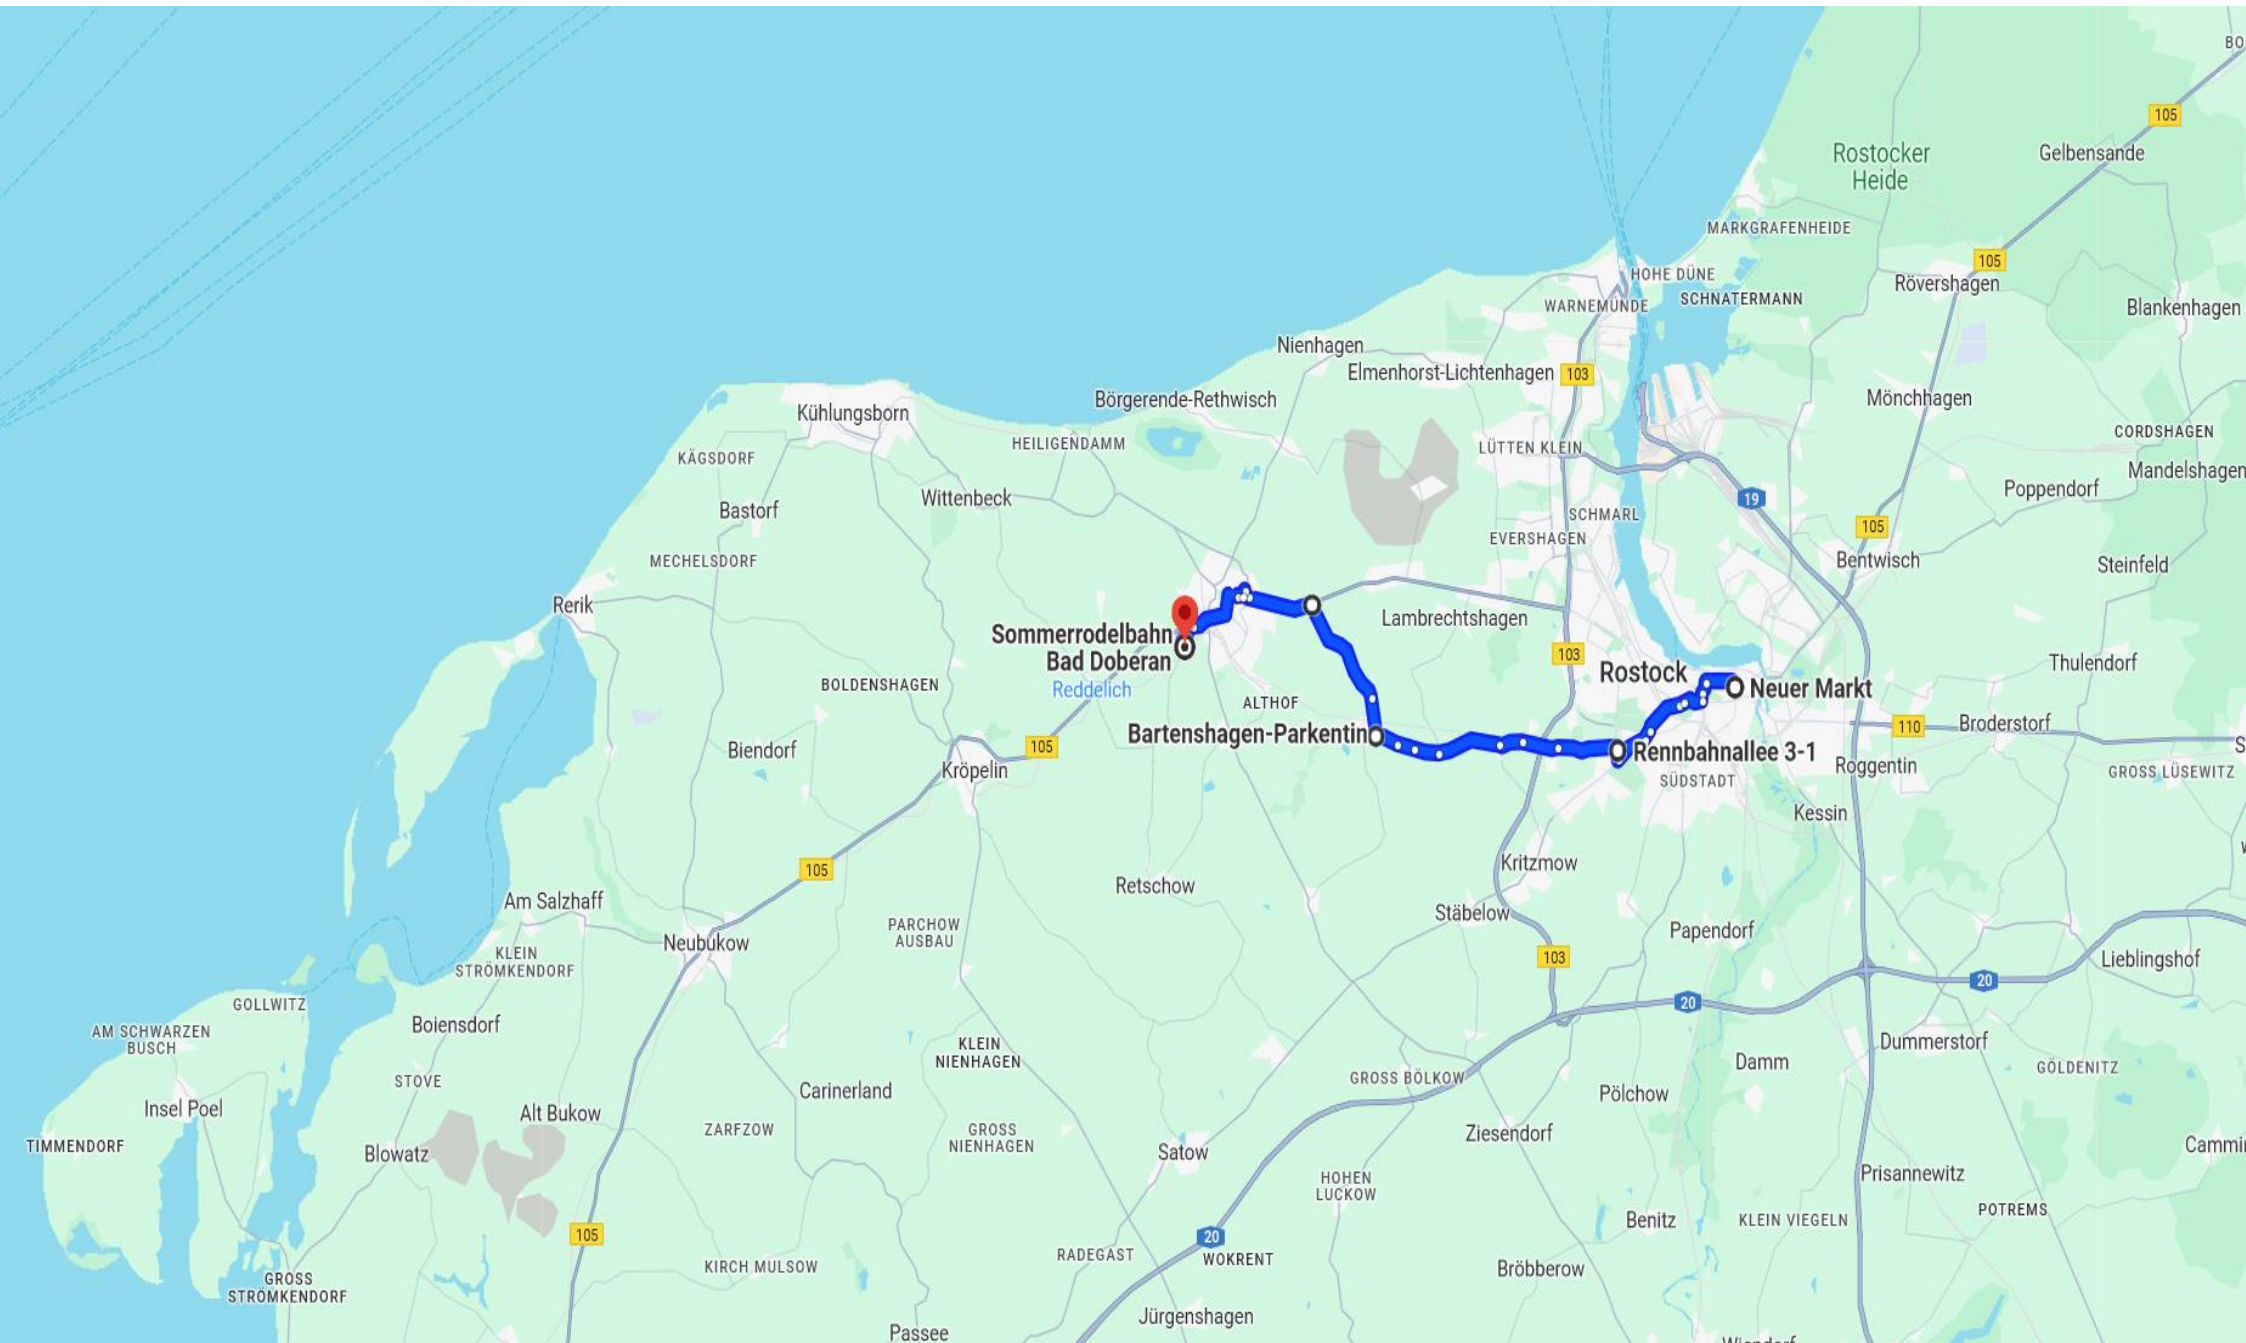 BO
105
Rostocker
Heide
Gelbensande
MARKGRAFENHEIDE
105
HOHE DÜNE
Rövershagen
WARNEMÜNDE
SCHNATERMANN
Blankenhagen
Nienhagen
Elmenhorst-Lichtenhagen
103
Börgerende-Rethwisch
Mönchhagen
Kühlungsborn
CORDSHAGEN
HEILIGENDAMM
LÜTTEN KLEIN
KÄGSDORF
Mandelshagen
Wittenbeck
Poppendorf
19
Bastorf
SCHMARL
105
EVERSHAGEN
MECHELSDORF
Bentwisch
Steinfeld
Rerik
Lambrechtshagen
Sommerrodelbahn
Bad Doberan
103
Thulendorf
Rostock
Reddelich
BOLDENSHAGEN
Neuer Markt
ALTHOF
Broderstorf
110
Bartenshagen-Parkentin
Biendorf
105
Rennbahnallee 3-1
S
Kröpelin
Roggentin
GROSS LÜSEWITZ
SÜDSTADT
Kessin
Kritzmow
105
Retschow
Am Salzhaff
Stäbelow
PARCHOW
AUSBAU
Papendorf
Neubukow
KLEIN
STRÖMKENDORF
103
Lieblingshof
20
GOLLWITZ
20
Boiensdorf
AM SCHWARZEN
BUSCH
Dummerstorf
KLEIN
NIENHAGEN
Damm
GÖLDENITZ
STOVE
GROSS BÖLKOW
Carinerland
Pölchow
Insel Poel
Alt Bukow
ZARFZOW
GROSS
NIENHAGEN
Ziesendorf
TIMMENDORF
Blowatz
Satow
Cammi
Prisannewitz
HOHEN
LUCKOW
POTREMS
Benitz
KLEIN VIEGELN
105
20
RADEGAST
WOKRENT
KIRCH MULSOW
Bröbberow
GROSS
STRÖMKENDORF
Jürgenshagen
Passee